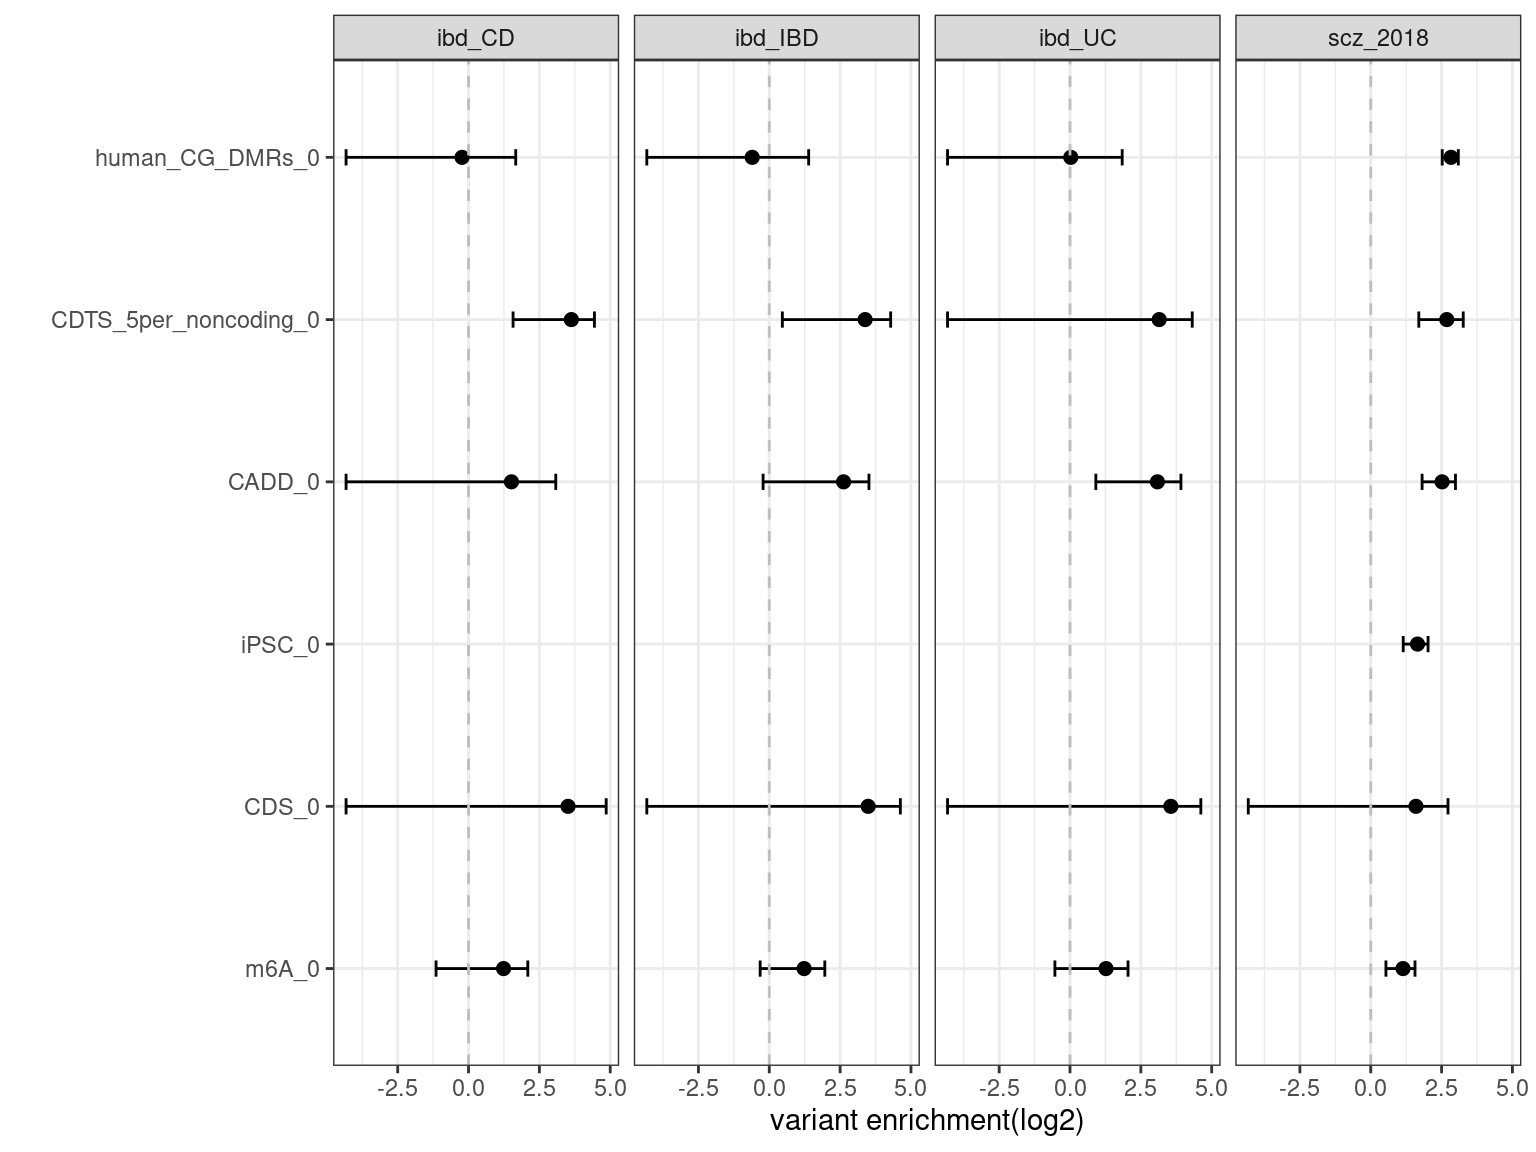 ibd_CD ibd_IBD ibd_UC scz_2018
human_CG_DMRs_0
CDTS_5per_noncoding_0
CADD_0
iPSC_0
CDS_0
m6A_0
-2.5 0.0 2.5 5.0 -2.5 0.0 2.5 5.0 -2.5 0.0 2.5 5.0 -2.5 0.0 2.5 5.0
variant enrichment(log2)